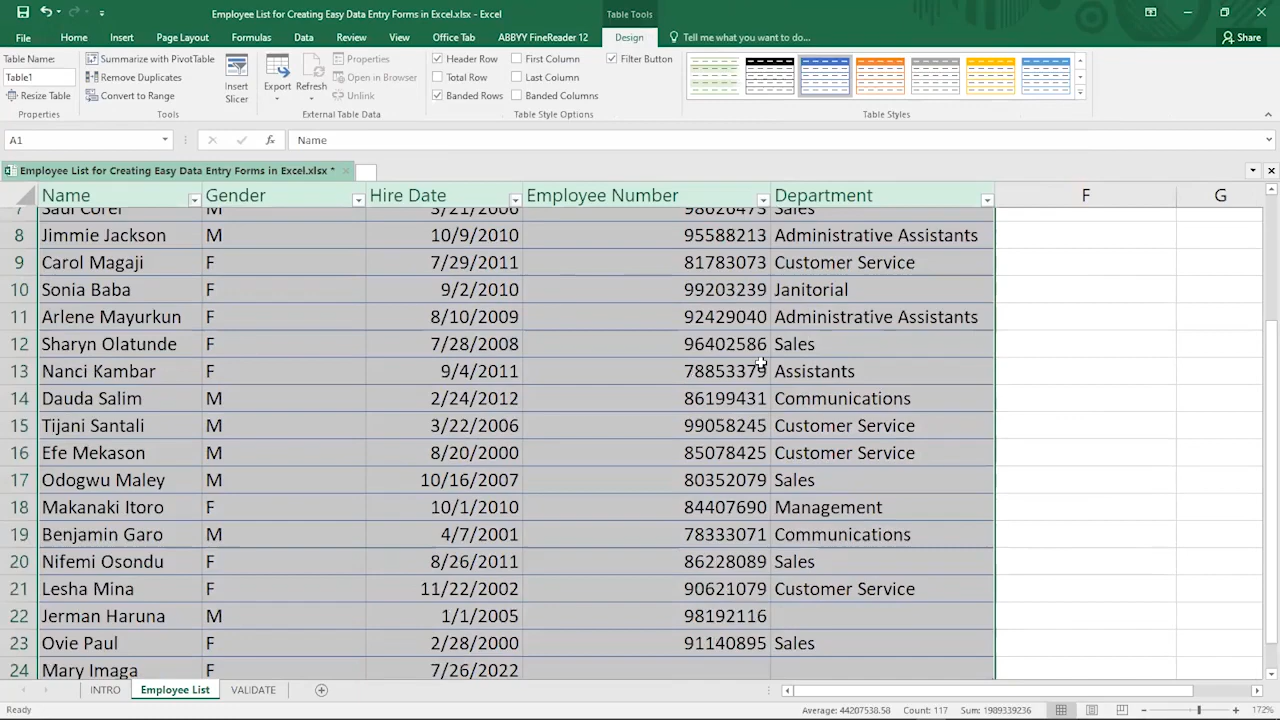 Employee List for Creating Easy Data Entry Forms in Excel.xlsx - Excel
Table Tools
File Home Insert Page Layout Formulas Data Review View Office Tab ABBYY FineReader 12 Design Tell me what you want to do... Share
Table Name: Summarize with PivotTable Properties Header Row First Column Filter Button
Table1 Remove Duplicates Open in Browser Total Row Last Column
Resize Table Convert to Range Insert Slicer Export Refresh Unlink Banded Rows Banded Columns
Properties Tools External Table Data Table Style Options Table Styles
A1 fx Name
Employee List for Creating Easy Data Entry Forms in Excel.xlsx *
Name Gender Hire Date Employee Number Department F G
7 Saul Corel M 3/21/2006 98626473 Sales
8 Jimmie Jackson M 10/9/2010 95588213 Administrative Assistants
9 Carol Magaji F 7/29/2011 81783073 Customer Service
10 Sonia Baba F 9/2/2010 99203239 Janitorial
11 Arlene Mayurkun F 8/10/2009 92429040 Administrative Assistants
12 Sharyn Olatunde F 7/28/2008 96402586 Sales
13 Nanci Kambar F 9/4/2011 78853379 Assistants
14 Dauda Salim M 2/24/2012 86199431 Communications
15 Tijani Santali M 3/22/2006 99058245 Customer Service
16 Efe Mekason M 8/20/2000 85078425 Customer Service
17 Odogwu Maley M 10/16/2007 80352079 Sales
18 Makanaki Itoro F 10/1/2010 84407690 Management
19 Benjamin Garo M 4/7/2001 78333071 Communications
20 Nifemi Osondu F 8/26/2011 86228089 Sales
21 Lesha Mina F 11/22/2002 90621079 Customer Service
22 Jerman Haruna M 1/1/2005 98192116
23 Ovie Paul F 2/28/2000 91140895 Sales
24 Mary Imaga F 7/26/2022
INTRO Employee List VALIDATE
Ready Average: 44207538.58 Count: 117 Sum: 1989339236 172%